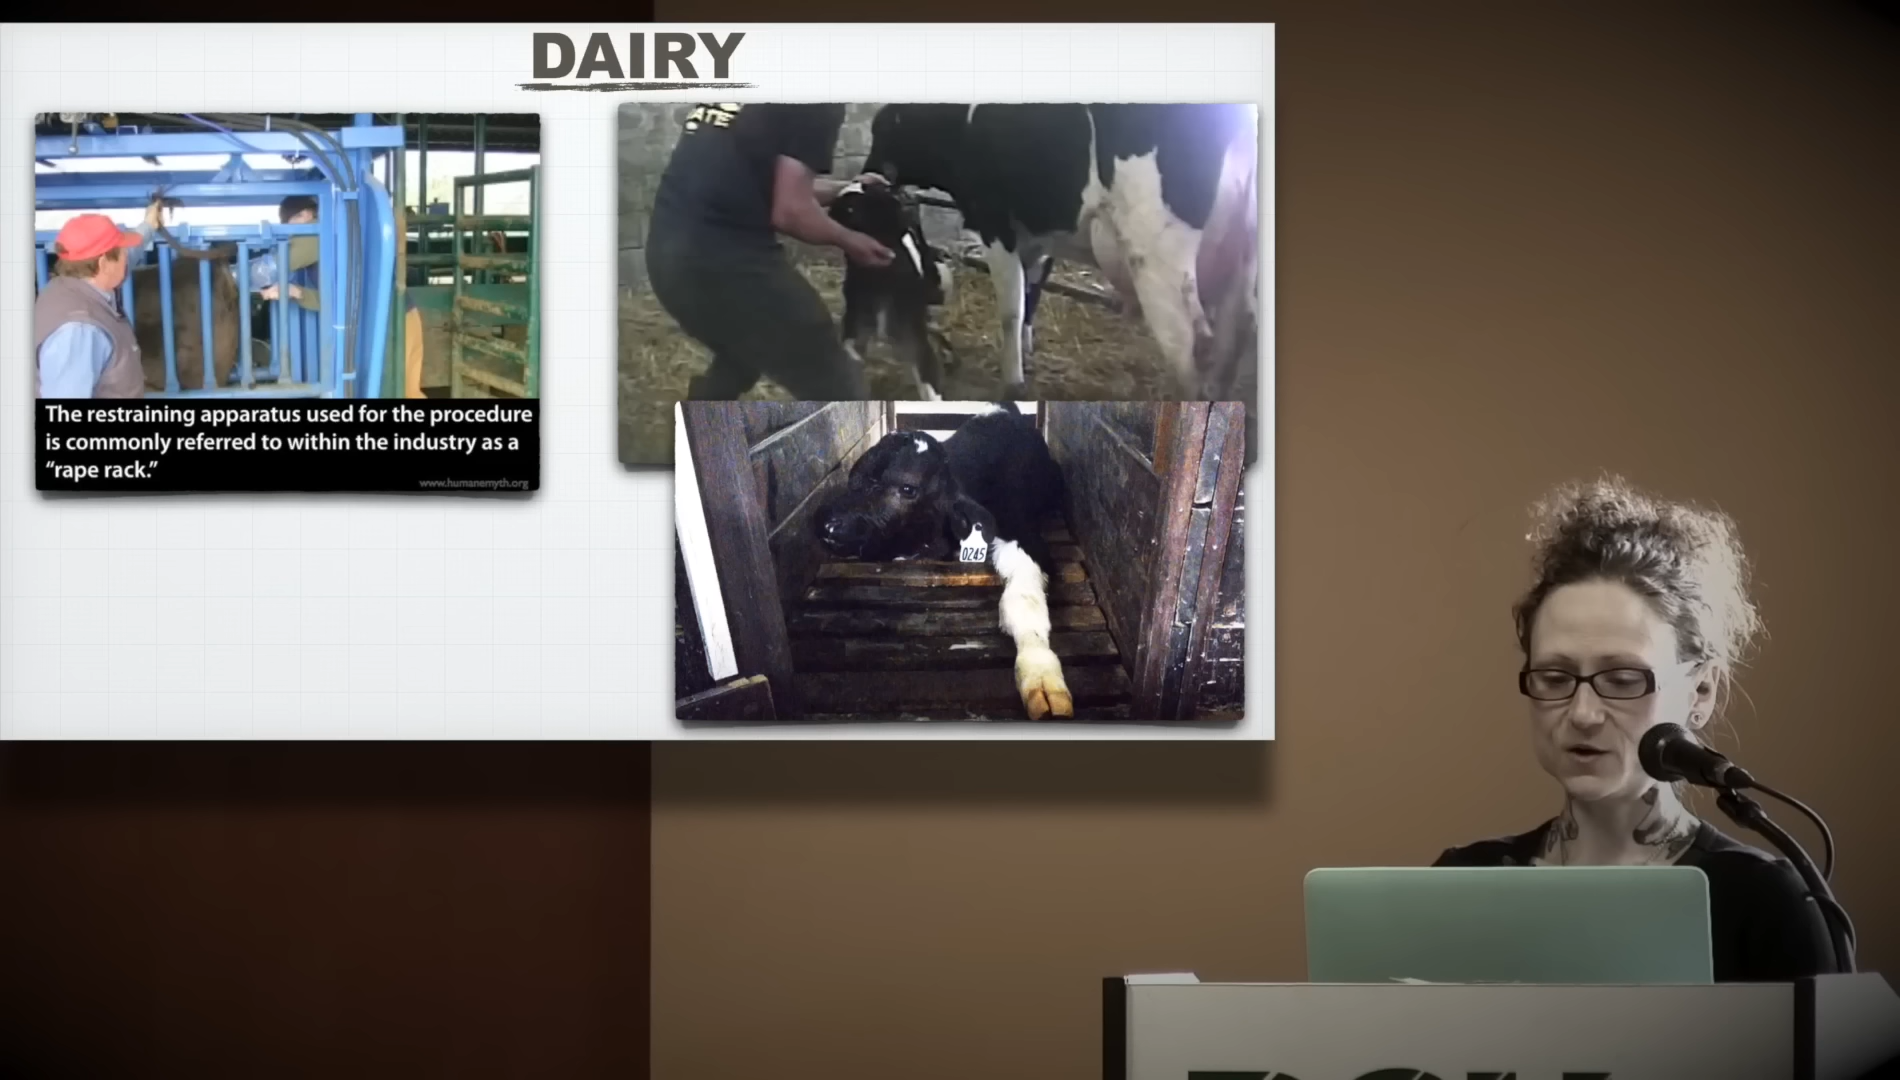 DAIRY
ATE
The restraining apparatus used for the procedure
is commonly referred to within the industry as a
“rape rack.”
www.humanemyth.org
0245